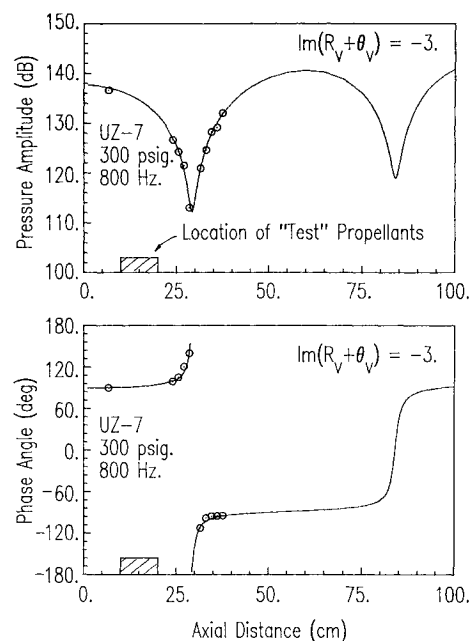 Pressure Amplitude (dB)
150.
140.
130.
120.
110.
100.
Im(R_v+θ_v) = -3.
UZ-7
300 psig.
800 Hz.
Location of "Test" Propellants
0.
25.
50.
75.
100.
Phase Angle (deg)
180.
120.
60.
0.
-60.
-120.
-180.
Im(R_v+θ_v) = -3.
UZ-7
300 psig.
800 Hz.
0.
25.
50.
75.
100.
Axial Distance (cm)